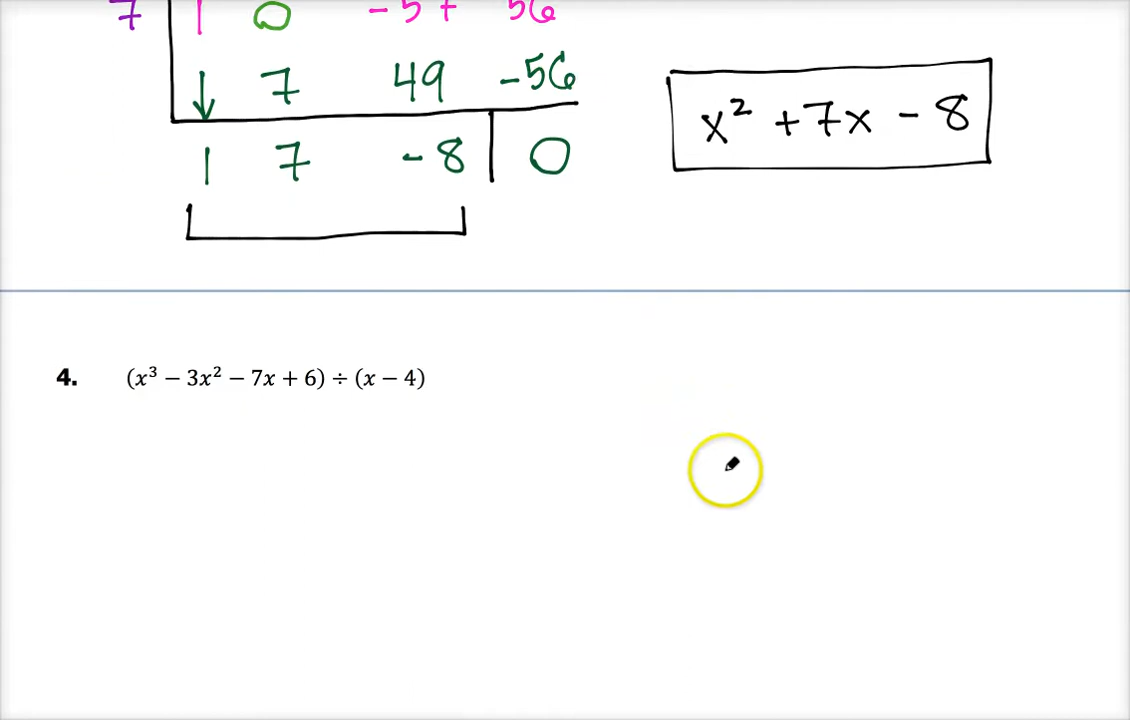 7 1 0 -57 56
↓ 7 49 -56
1 7 -8 0
x² +7x - 8
4. (x³ − 3x² − 7x + 6) ÷ (x − 4)